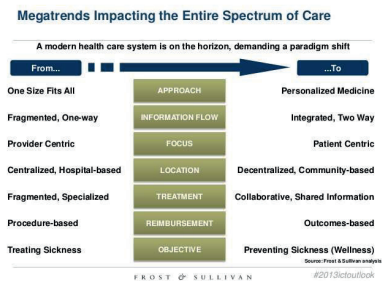 Megatrends Impacting the Entire Spectrum of Care
A modern health care system is on the horizon, demanding a paradigm shift
From... ...To
One Size Fits All APPROACH Personalized Medicine
Fragmented, One-way INFORMATION FLOW Integrated, Two Way
Provider Centric FOCUS Patient Centric
Centralized, Hospital-based LOCATION Decentralized, Community-based
Fragmented, Specialized TREATMENT Collaborative, Shared Information
Procedure-based REIMBURSEMENT Outcomes-based
Treating Sickness OBJECTIVE Preventing Sickness (Wellness)
Source: Frost & Sullivan analysis
FROST & SULLIVAN #2013ictoutlook